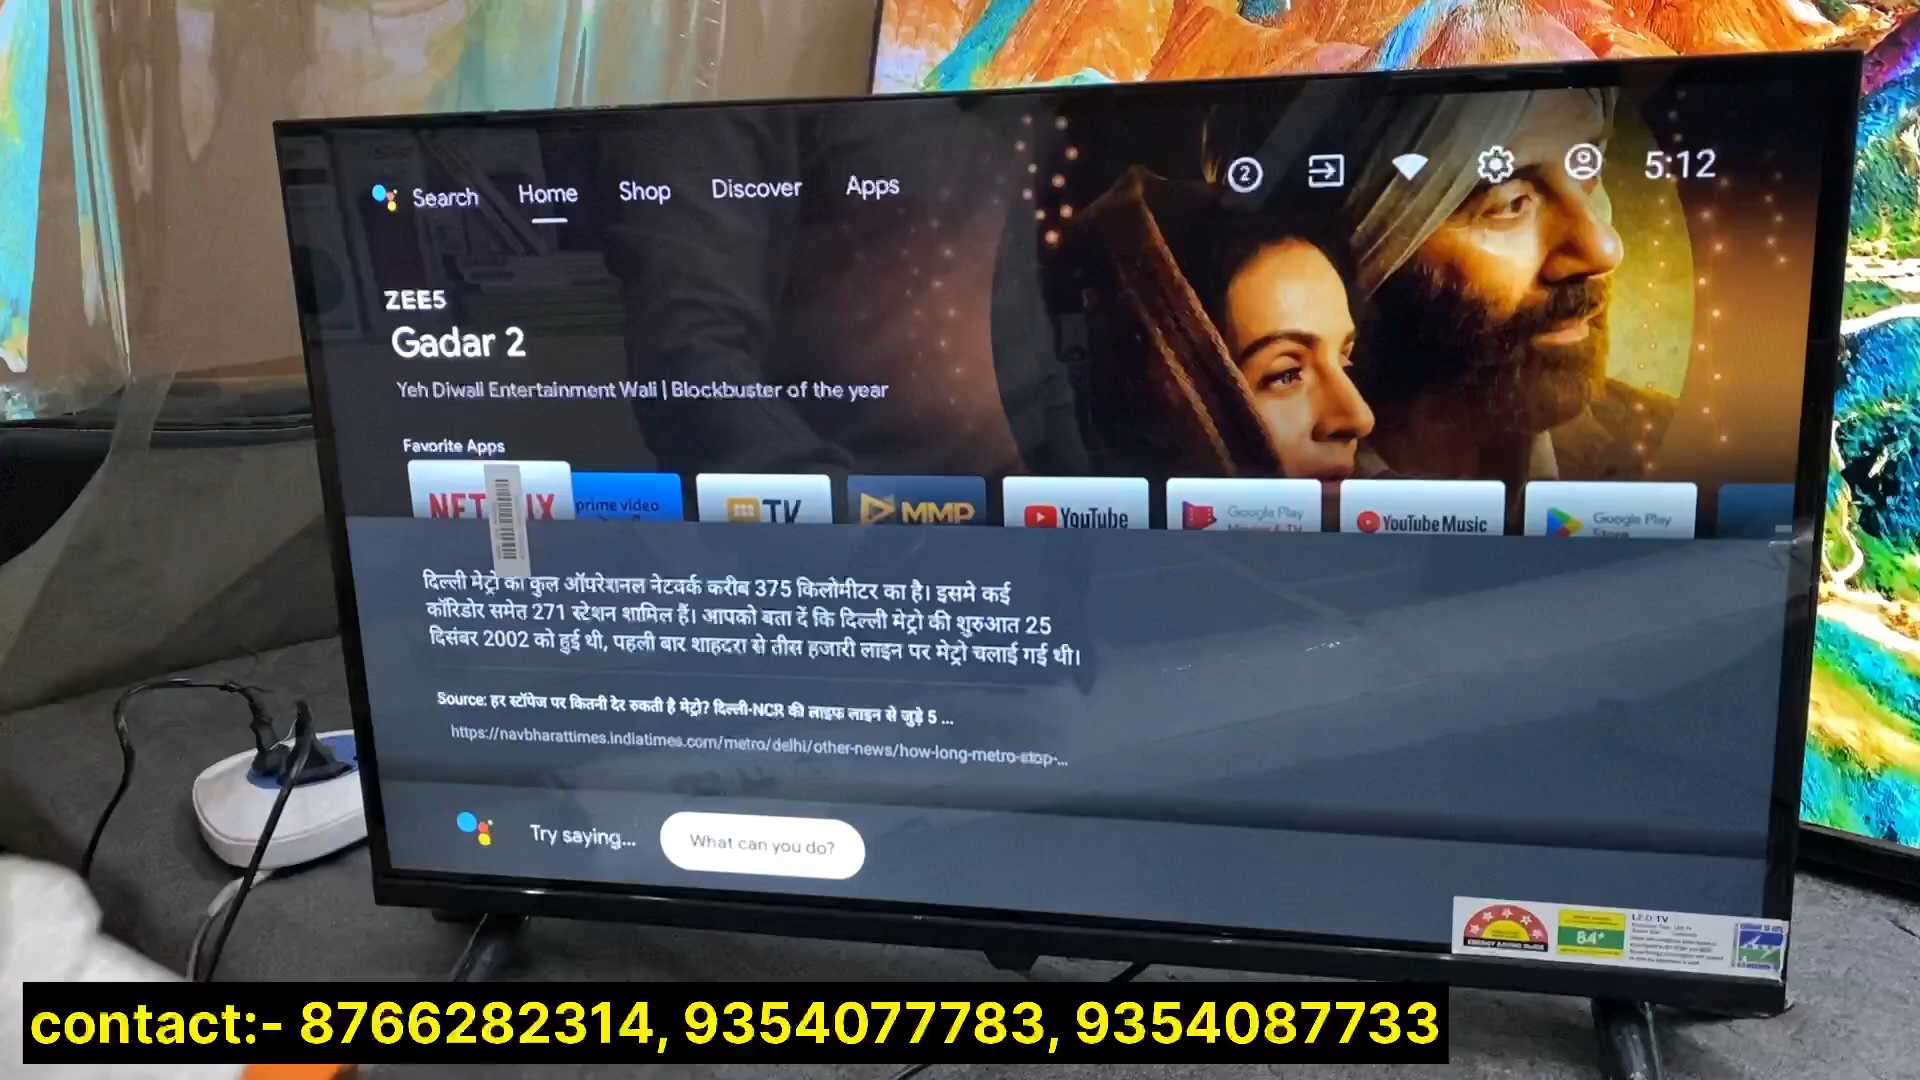 Search Home Shop Discover Apps 2 5:12
ZEE5
Gadar 2
Yeh Diwali Entertainment Wali | Blockbuster of the year
Favorite Apps
prime video TV MMP YouTube Google Play YouTube Music Google Play
दिल्ली मेट्रो का कुल ऑपरेशनल नेटवर्क करीब 375 किलोमीटर का है। इसमे कई
कॉरिडोर समेत 271 स्टेशन शामिल हैं। आपको बता दें कि दिल्ली मेट्रो की शुरुआत 25
दिसंबर 2002 को हुई थी, पहली बार शाहदरा से तीस हजारी लाइन पर मेट्रो चलाई गई थी।
Source: हर स्टॉपेज पर कितनी देर रुकती है मेट्रो? दिल्ली-NCR की लाइफ लाइन से जुड़े 5 ...
https://navbharattimes.indiatimes.com/metro/delhi/other-news/how-long-metro-stop-...
Try saying... What can you do?
LED TV
84+
contact:- 8766282314, 9354077783, 9354087733